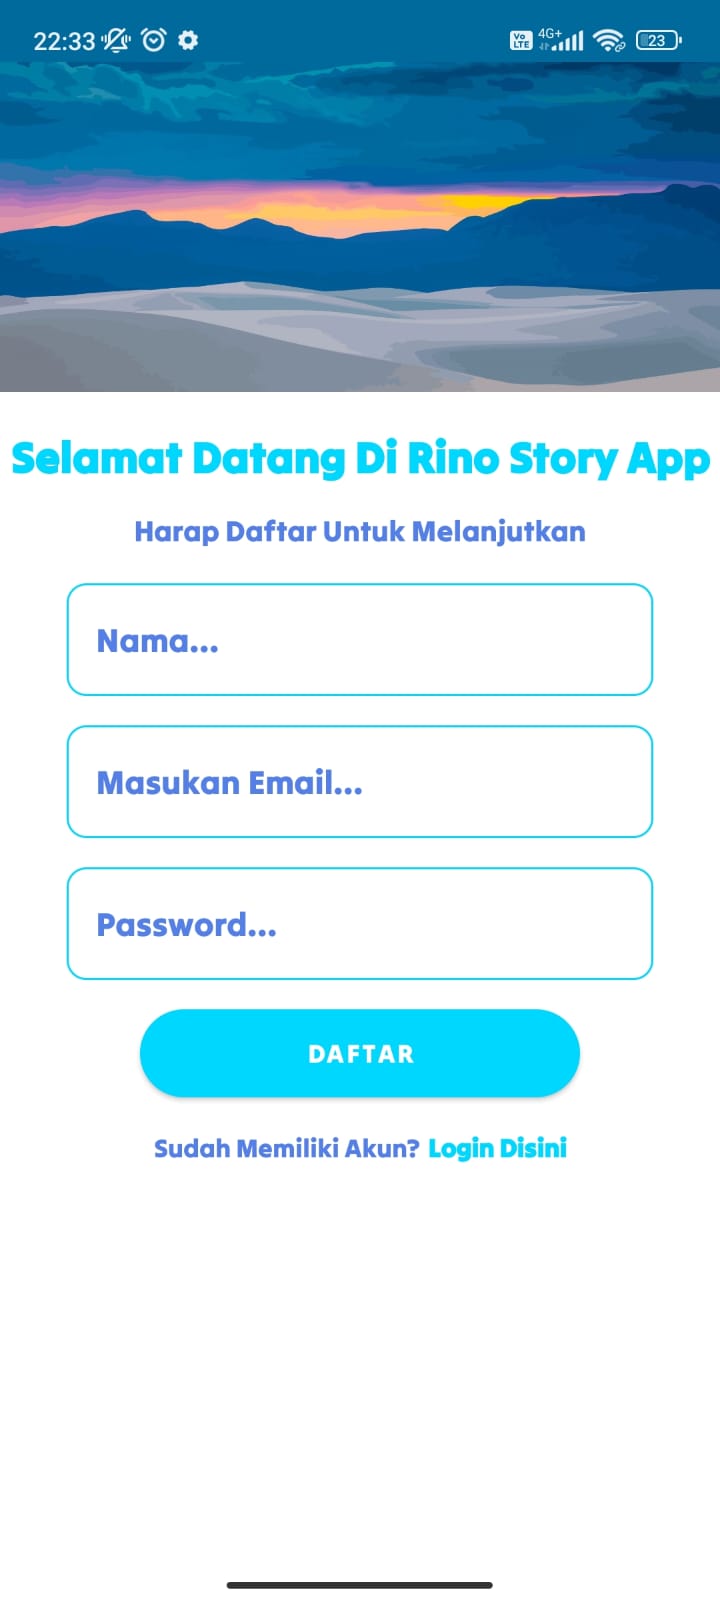 22:33 Vo LTE 4G+ 23
Selamat Datang Di Rino Story App
Harap Daftar Untuk Melanjutkan
Nama...
Masukan Email...
Password...
DAFTAR
Sudah Memiliki Akun? Login Disini